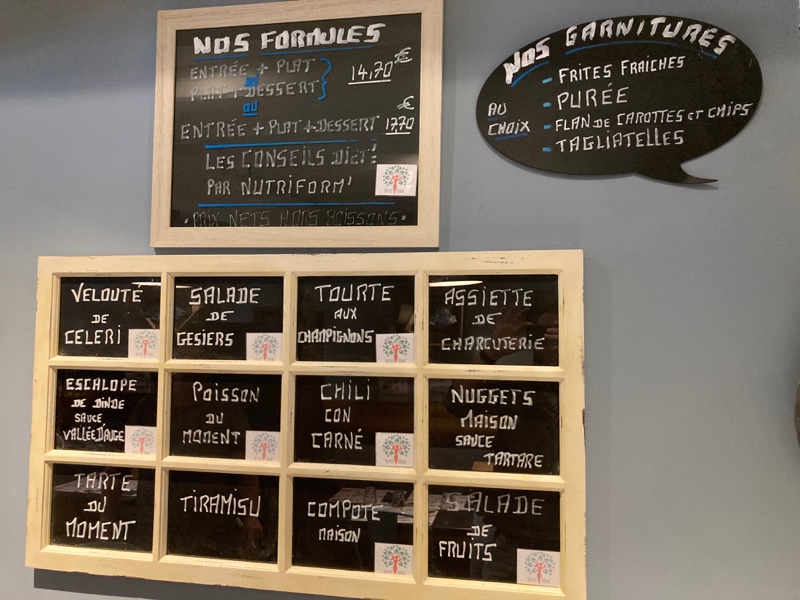 NOS FORMULES
ENTRÉE + PLAT
ou
PLAT + DESSERT
14,70 €
ou
ENTRÉE + PLAT + DESSERT 17,70 €
LES CONSEILS DIET!
PAR NUTRIFORM'
* PRIX NETS HORS BOISSONS *
NOS GARNITURES
AU
CHOIX
- FRITES FRAICHES
- PURÉE
- FLAN DE CAROTTES ET CHIPS
- TAGLIATELLES
VELOUTÉ
DE
CELERI
SALADE
DE
GESIERS
TOURTE
AUX
CHAMPIGNONS
ASSIETTE
DE
CHARCUTERIE
ESCALOPE
DE DINDE
SAUCE
VALLÉE D'AUGE
POISSON
DU
MOMENT
CHILI
CON
CARNÉ
NUGGETS
MAISON
SAUCE
TARTARE
TARTE
DU
MOMENT
TIRAMISU
COMPOTE
MAISON
SALADE
DE
FRUITS